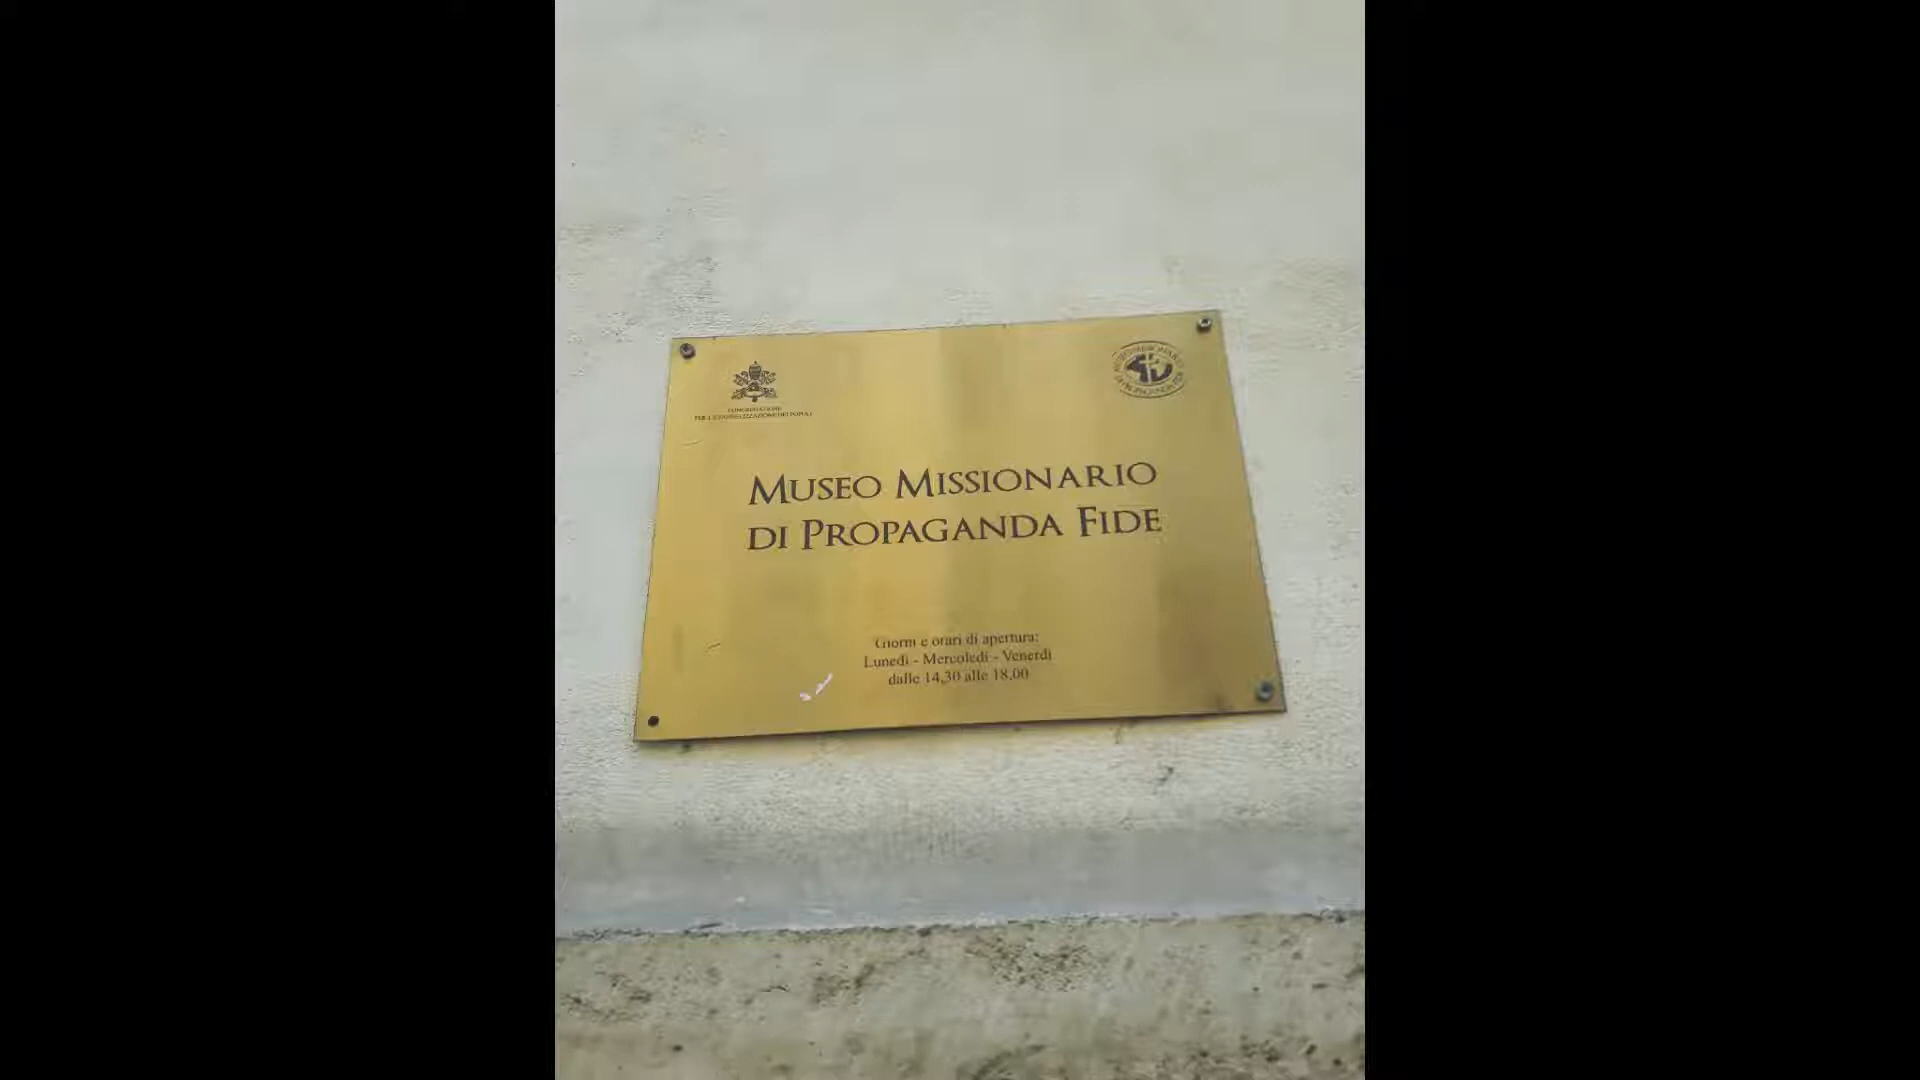 CONGREGAZIONE
PER L'EVANGELIZZAZIONE DEI POPOLI
MUSEO MISSIONARIO
DI PROPAGANDA FIDE
Giorni e orari di apertura:
Lunedì - Mercoledì - Venerdì
dalle 14,30 alle 18,00